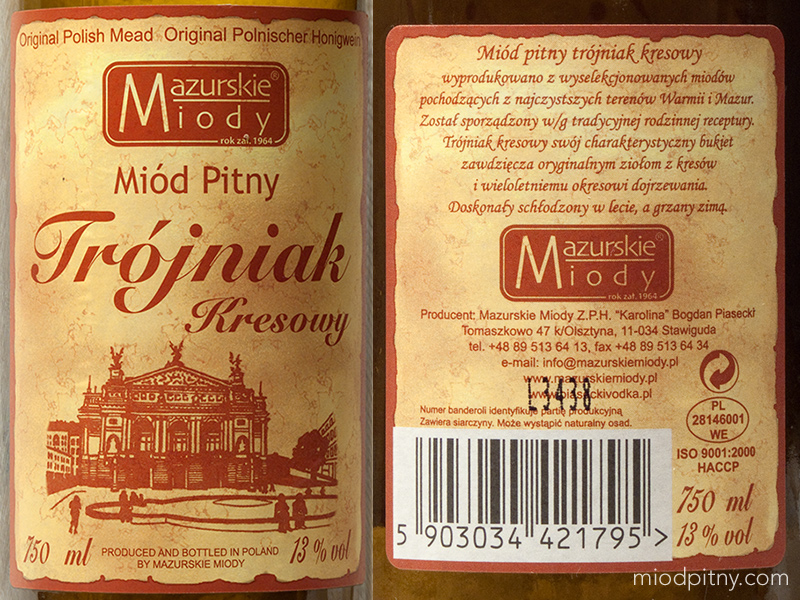 Original Polish Mead Original Polnischer Honigwein
Mazurskie®
Miody
rok zał. 1964
Miód Pitny
Trójniak
Kresowy
750 ml
PRODUCED AND BOTTLED IN POLAND
BY MAZURSKIE MIODY
13 % vol
Miód pitny trójniak kresowy
wyprodukowano z wyselekcjonowanych miodów
pochodzących z najczystszych terenów Warmii i Mazur.
Został sporządzony w/g tradycyjnej rodzinnej receptury.
Trójniak kresowy swój charakterystyczny bukiet
zawdzięcza oryginalnym ziołom z kresów
i wieloletniemu okresowi dojrzewania.
Doskonały schłodzony w lecie, a grzany zimą.
Mazurskie®
Miody
rok zał. 1964
Producent: Mazurskie Miody Z.P.H. "Karolina" Bogdan Piasecki
Tomaszkowo 47 k/Olsztyna, 11-034 Stawiguda
tel. +48 89 513 64 13, fax +48 89 513 64 34
e-mail: info@mazurskiemiody.pl
www.mazurskiemiody.pl
www.piaseckivodka.pl
L3438
Numer banderoli identyfikuje partię produkcyjną
Zawiera siarczyny. Może wystąpić naturalny osad.
PL
28146001
WE
ISO 9001:2000
HACCP
750 ml
13 % vol
5 903034 421795 >
miodpitny.com